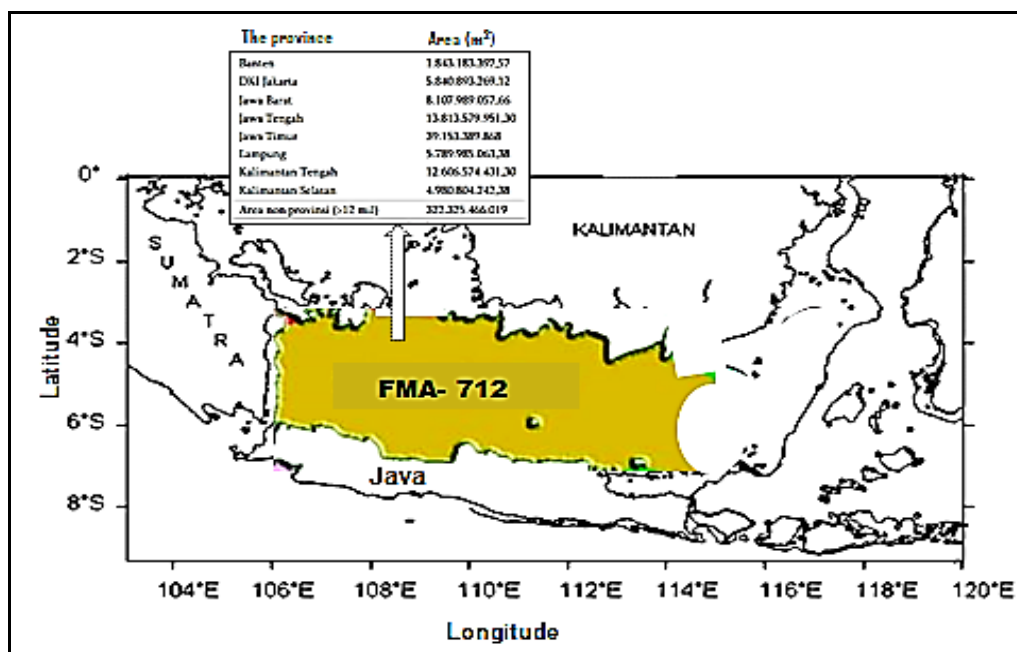 The province Area (m²)
Banten 1.843.183.397,57
DKI Jakarta 5.840.893.269,12
Jawa Barat 8.107.989.057,66
Jawa Tengah 13.813.579.951,30
Jawa Timur 39.153.389.868
Lampung 5.789.985.063,38
Kalimantan Tengah 12.606.574.431,30
Kalimantan Selatan 4.980.804.242,38
Area non provinsi (>12 mil) 322.325.466.019
0°
2°S
4°S
6°S
8°S
Latitude
SUMATRA
KALIMANTAN
FMA- 712
Java
104°E 106°E 108°E 110°E 112°E 114°E 116°E 118°E 120°E
Longitude